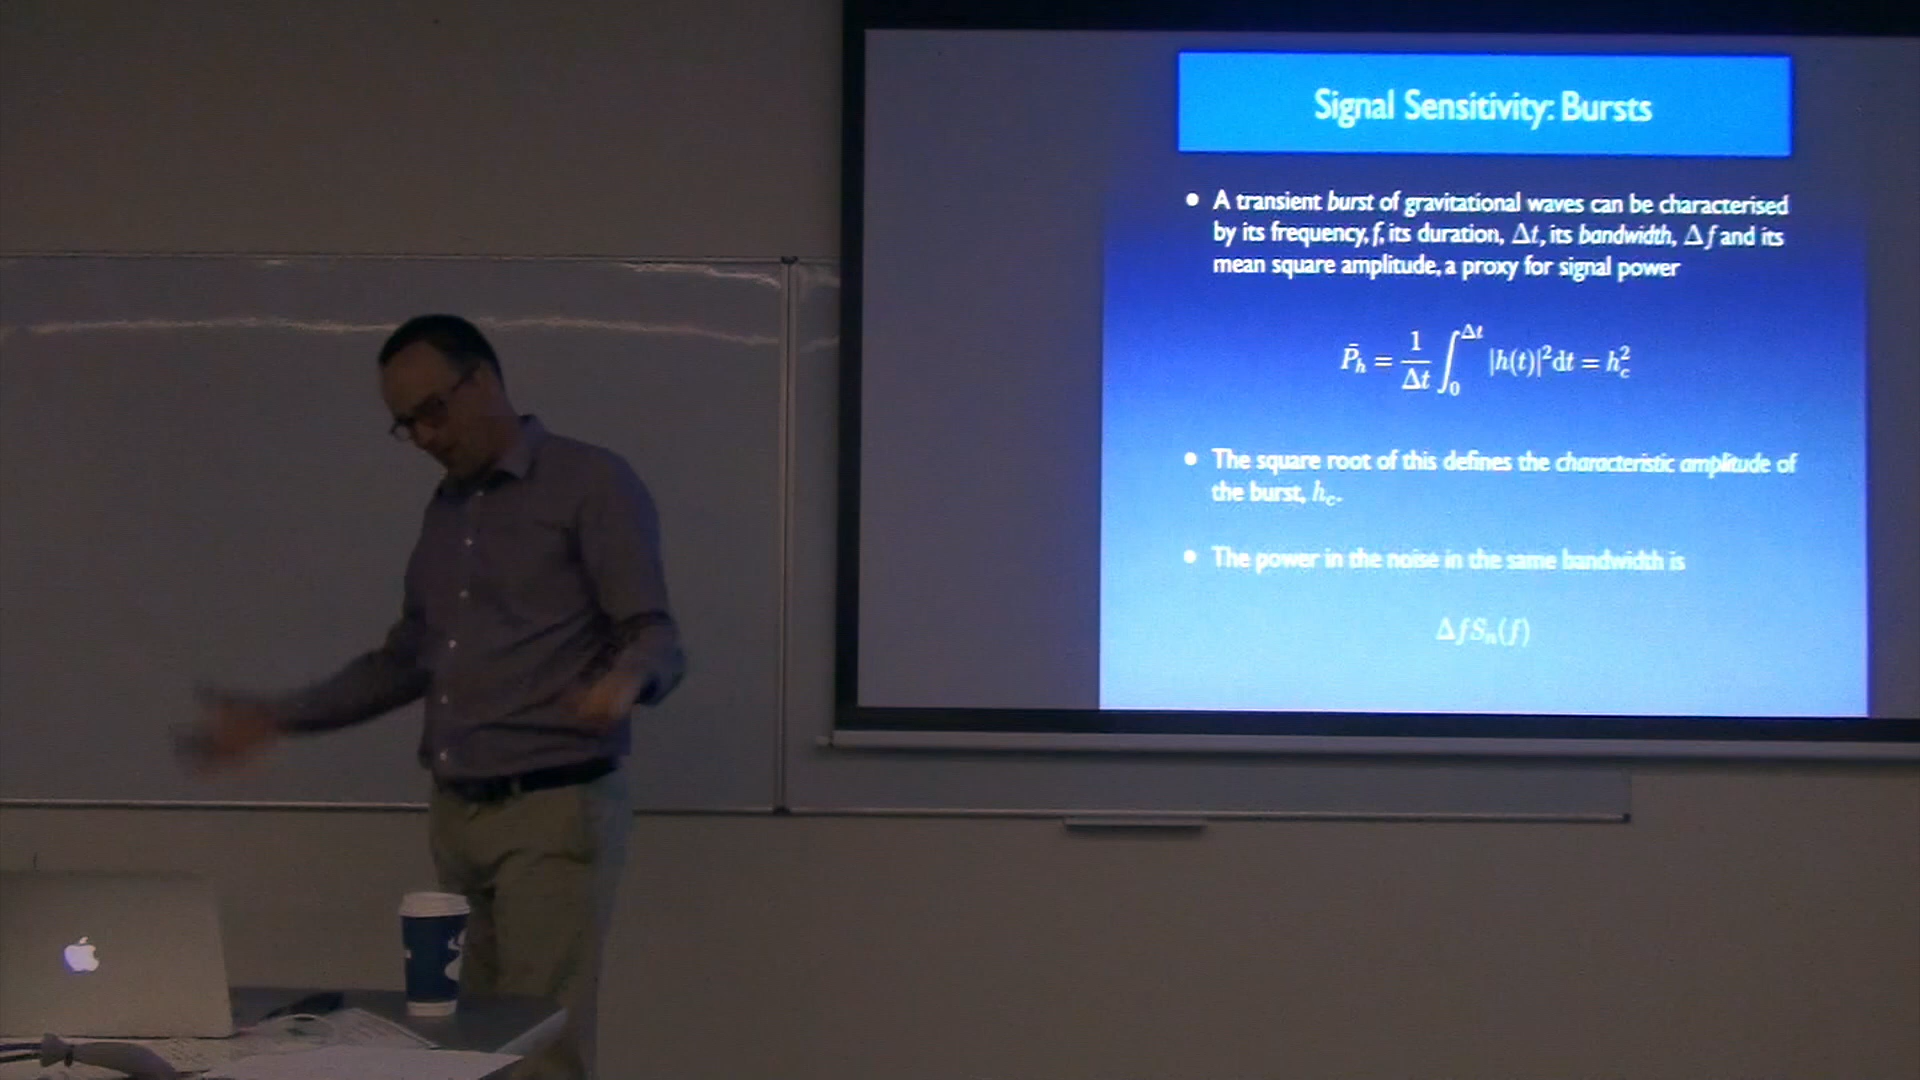 Signal Sensitivity: Bursts
• A transient burst of gravitational waves can be characterised
by its frequency, f, its duration, Δt, its bandwidth, Δf and its
mean square amplitude, a proxy for signal power
P̄ₕ = 1/Δt ∫₀^Δt |h(t)|²dt = h_c²
• The square root of this defines the characteristic amplitude of
the burst, h_c.
• The power in the noise in the same bandwidth is
ΔfSₙ(f)